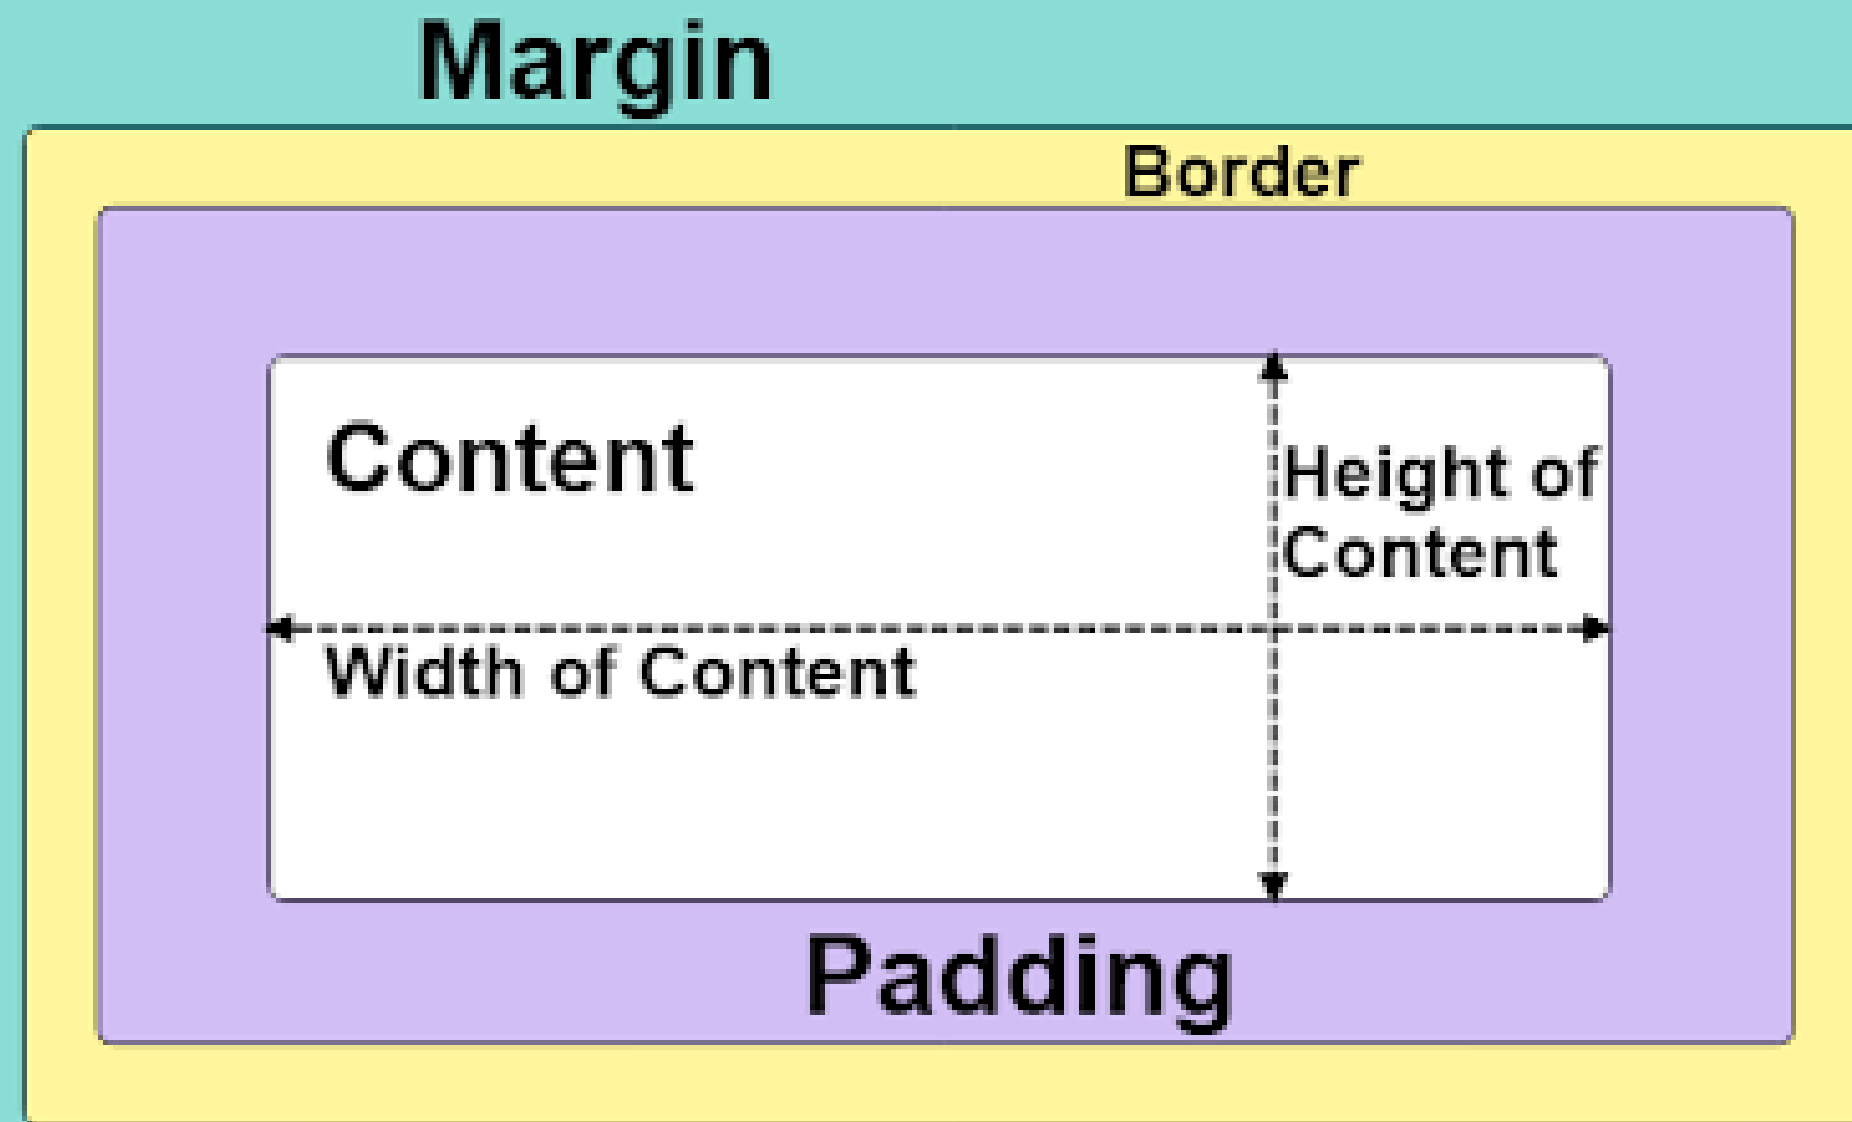 Margin
Border
Content
Height of
Content
Width of Content
Padding